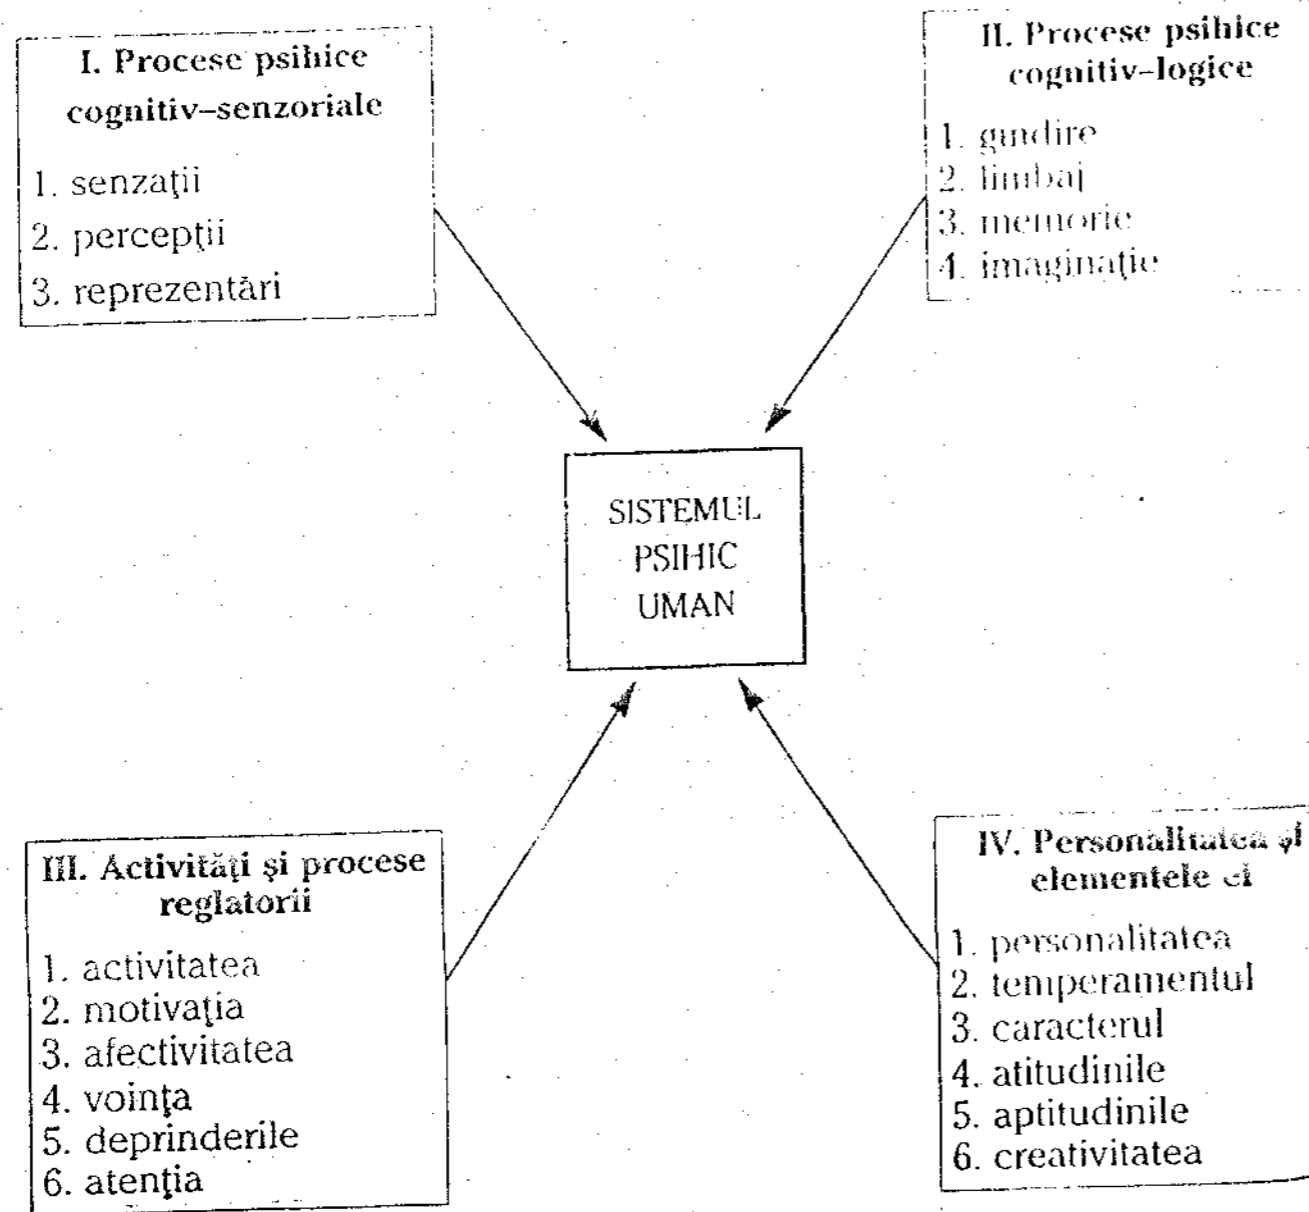 I. Procese psihice
cognitiv–senzoriale
1. senzaţii
2. percepţii
3. reprezentări
II. Procese psihice
cognitiv–logice
1. gindire
2. limbaj
3. memorie
4. imaginaţie
SISTEMUL
PSIHIC
UMAN
III. Activităţi şi procese
reglatorii
1. activitatea
2. motivaţia
3. afectivitatea
4. voinţa
5. deprinderile
6. atenţia
IV. Personalitatea şi
elementele ei
1. personalitatea
2. temperamentul
3. caracterul
4. atitudinile
5. aptitudinile
6. creativitatea